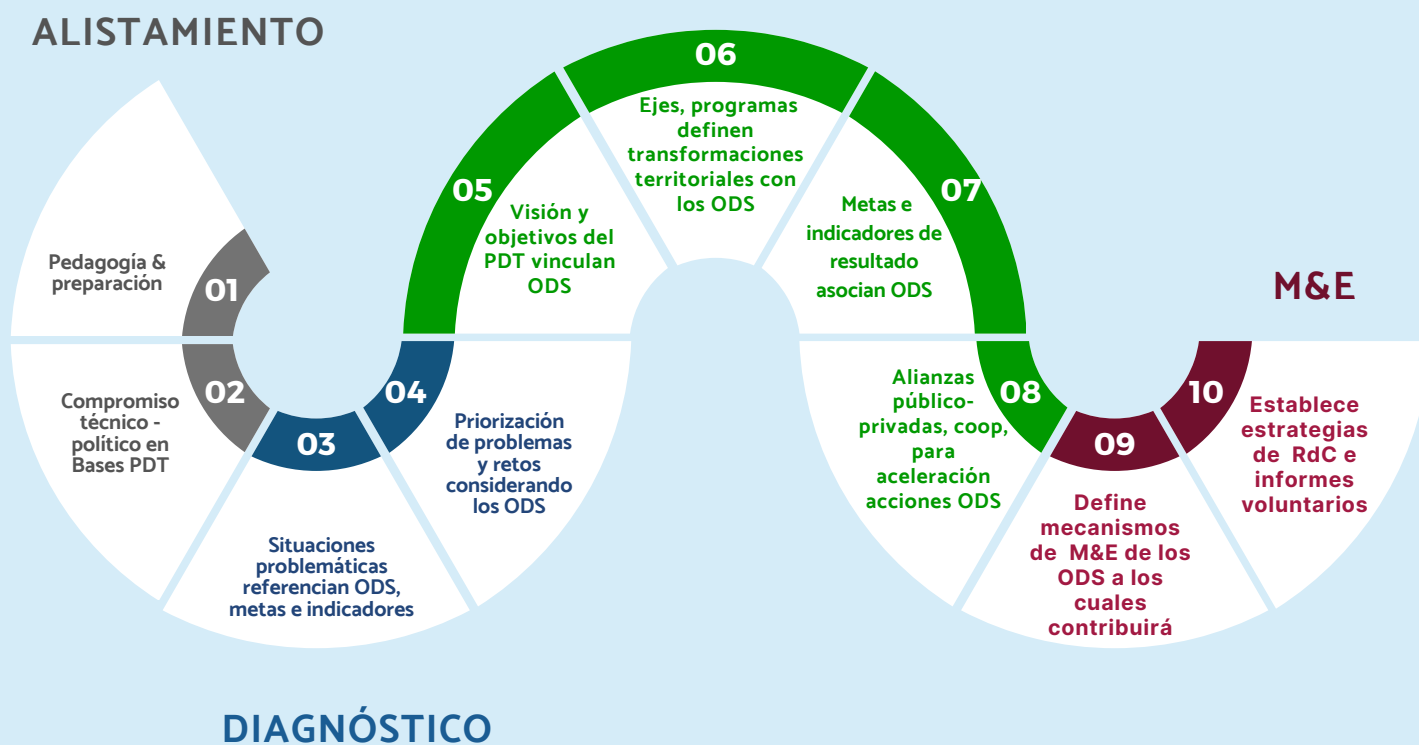 ALISTAMIENTO
01
Pedagogía &
preparación
02
Compromiso
técnico -
político en
Bases PDT
03
Situaciones
problemáticas
referencian ODS,
metas e indicadores
04
Priorización
de problemas
y retos
considerando
los ODS
DIAGNÓSTICO
05
Visión y
objetivos del
PDT vinculan
ODS
06
Ejes, programas
definen
transformaciones
territoriales con
los ODS
07
Metas e
indicadores de
resultado
asocian ODS
08
Alianzas
público-
privadas, coop,
para
aceleración
acciones ODS
M&E
09
Define
mecanismos
de M&E de los
ODS a los
cuales
contribuirá
10
Establece
estrategias
de RdC e
informes
voluntarios